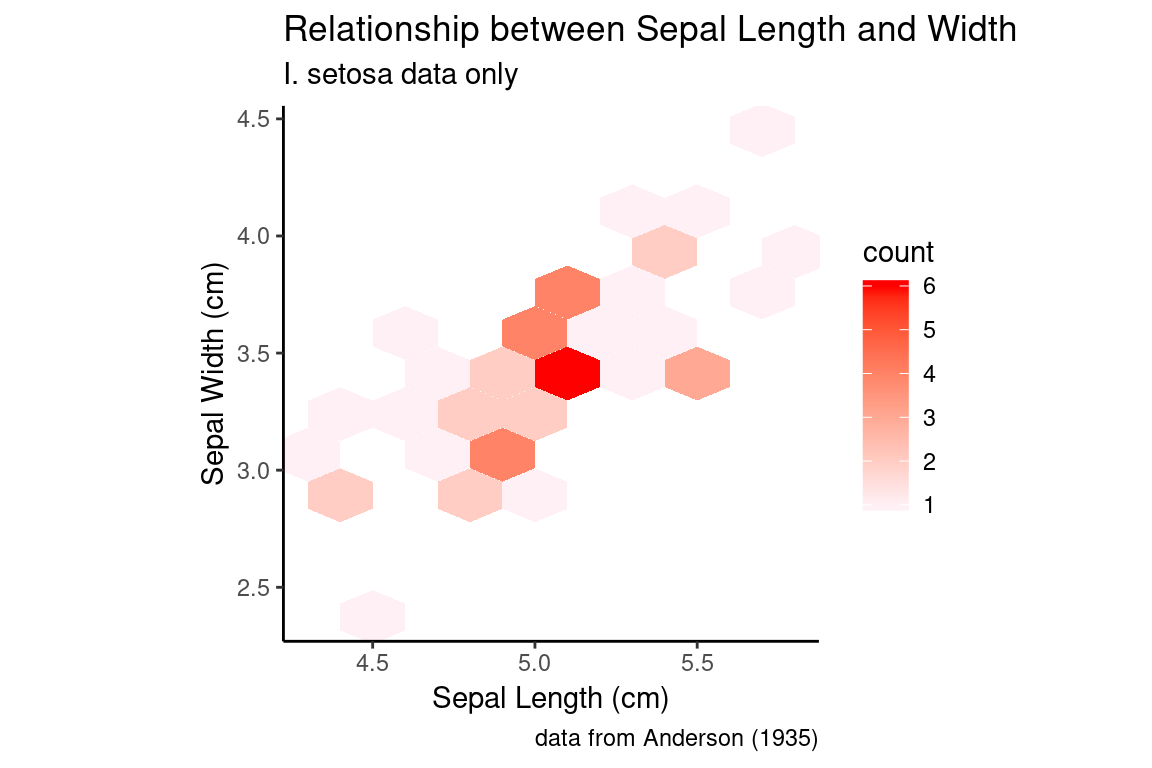 Relationship between Sepal Length and Width
I. setosa data only
4.5
4.0
3.5
3.0
2.5
Sepal Width (cm)
4.5 5.0 5.5
Sepal Length (cm)
count
6
5
4
3
2
1
data from Anderson (1935)